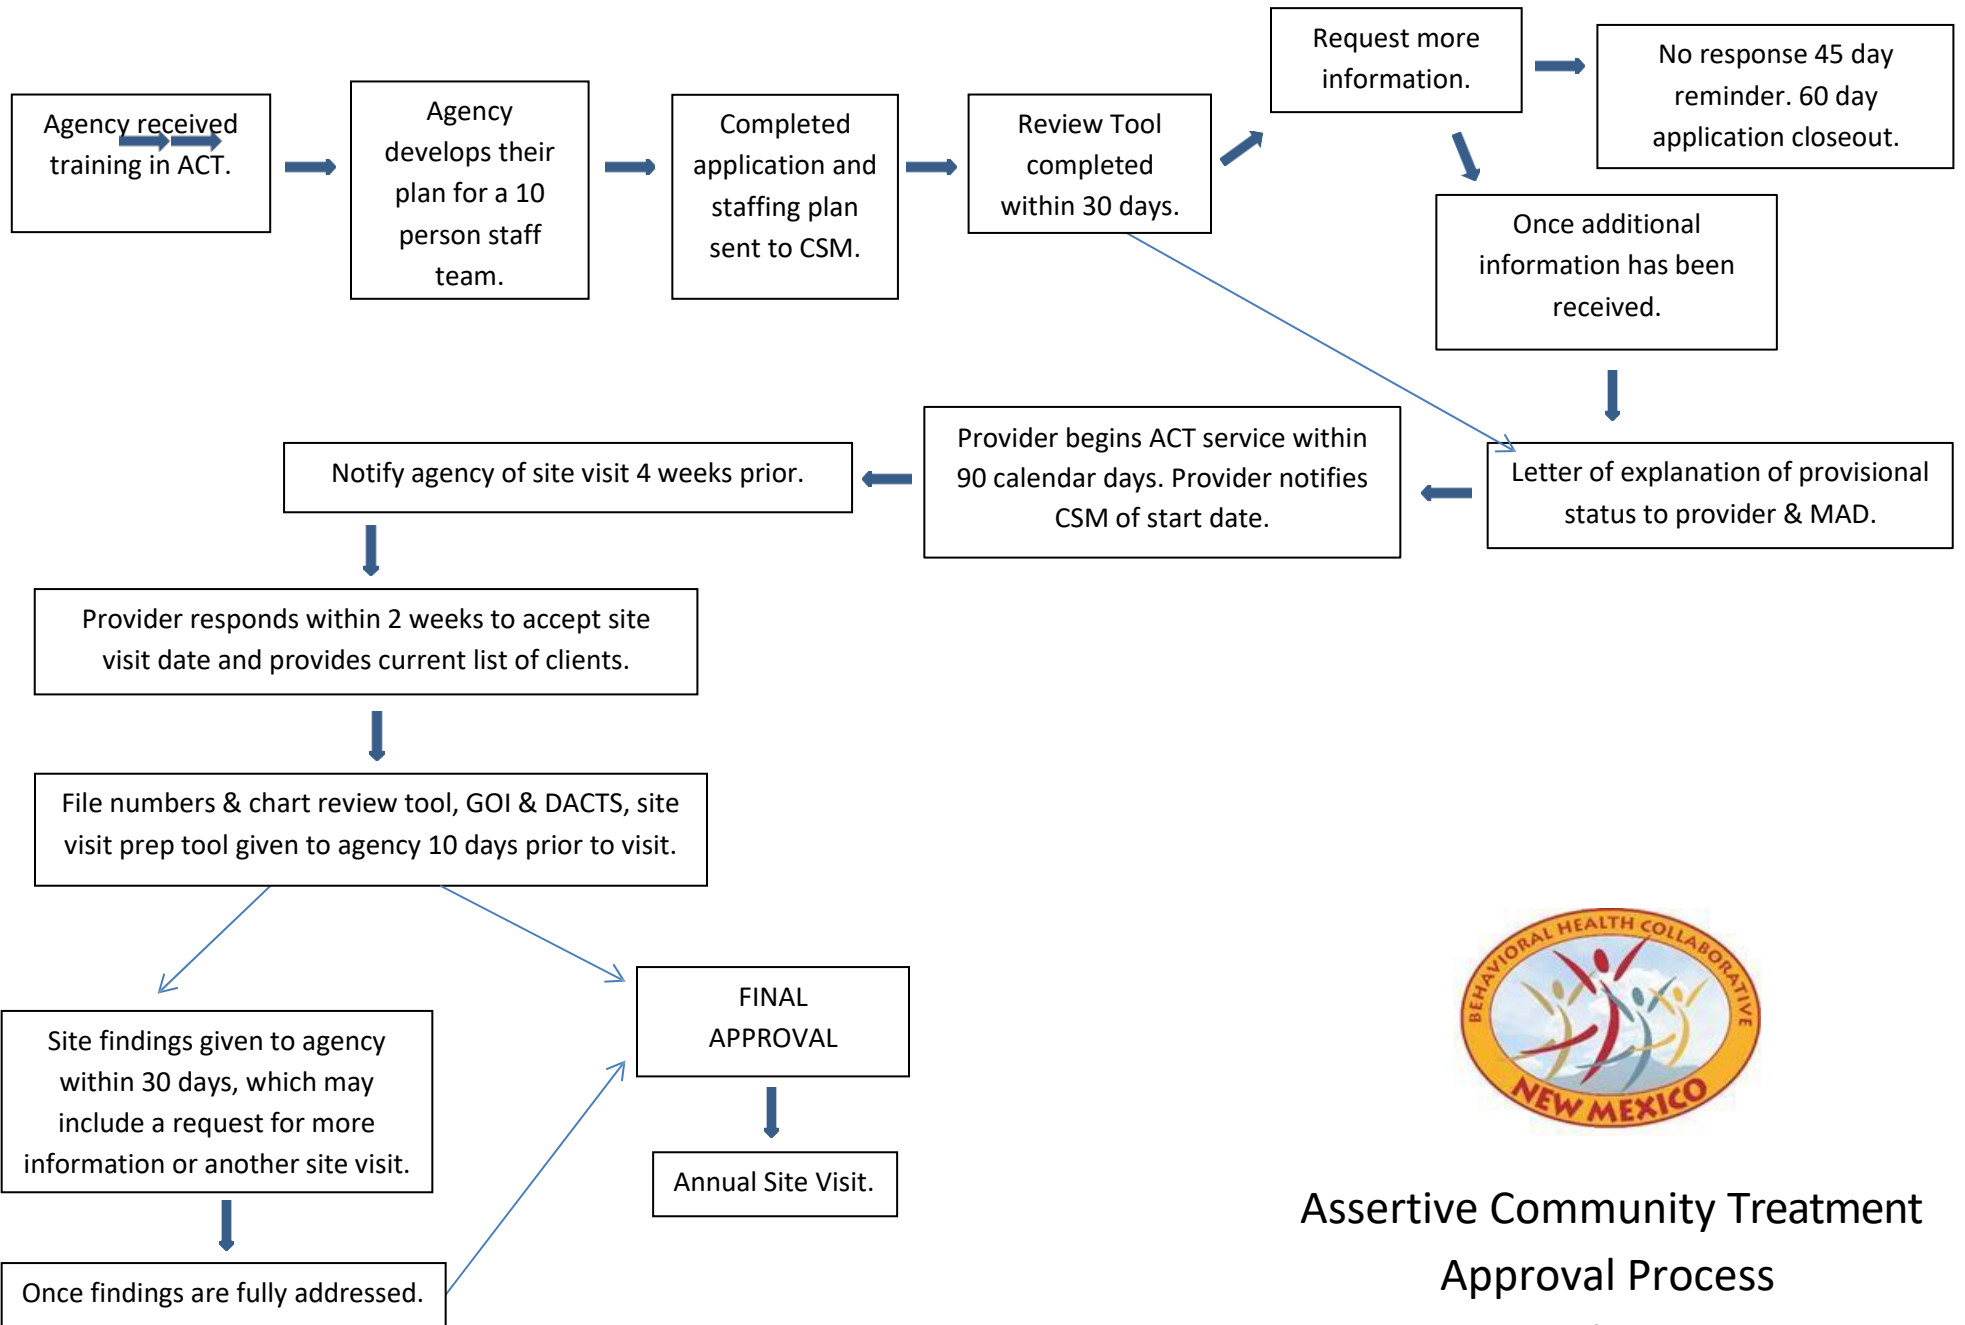 Agency received
training in ACT.
Agency
develops their
plan for a 10
person staff
team.
Completed
application and
staffing plan
sent to CSM.
Review Tool
completed
within 30 days.
Request more
information.
No response 45 day
reminder. 60 day
application closeout.
Once additional
information has been
received.
Letter of explanation of provisional
status to provider & MAD.
Provider begins ACT service within
90 calendar days. Provider notifies
CSM of start date.
Notify agency of site visit 4 weeks prior.
Provider responds within 2 weeks to accept site
visit date and provides current list of clients.
File numbers & chart review tool, GOI & DACTS, site
visit prep tool given to agency 10 days prior to visit.
Site findings given to agency
within 30 days, which may
include a request for more
information or another site visit.
Once findings are fully addressed.
FINAL
APPROVAL
Annual Site Visit.
BEHAVIORAL HEALTH COLLABORATIVE
NEW MEXICO
Assertive Community Treatment
Approval Process